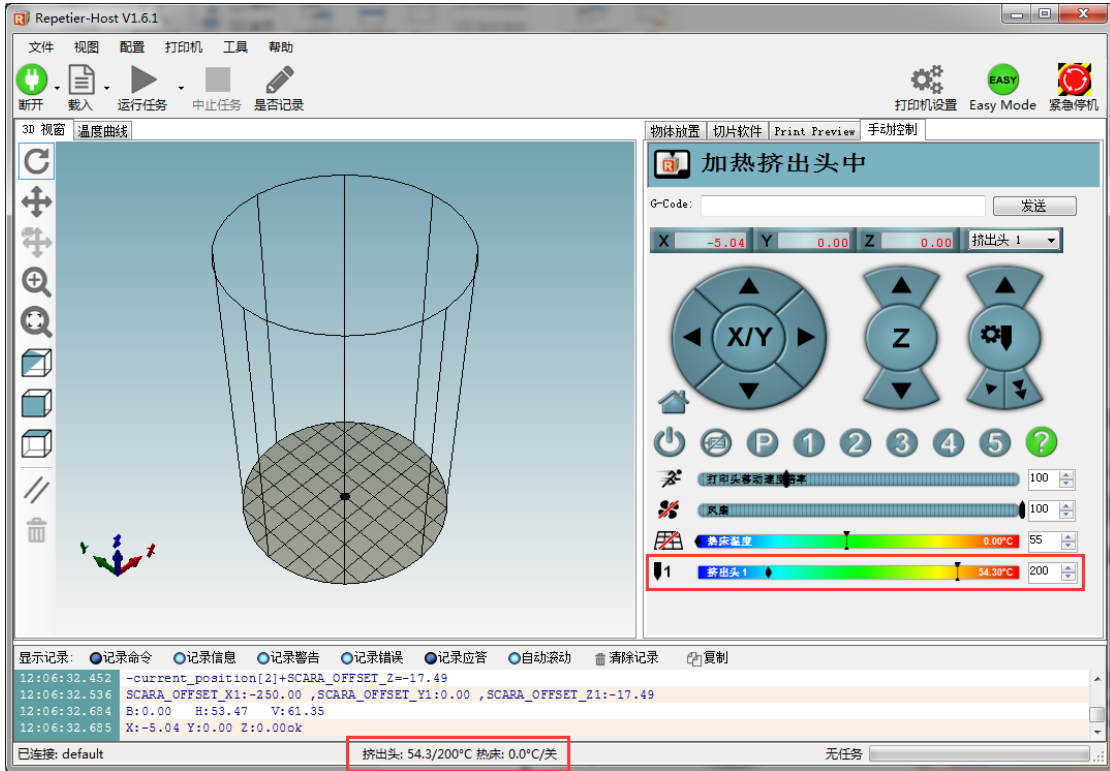 Repetier-Host V1.6.1
文件 视图 配置 打印机 工具 帮助
断开 载入 运行任务 中止任务 是否记录 打印机设置 Easy Mode 紧急停机
EASY
3D 视窗 温度曲线
物体放置 切片软件 Print Preview 手动控制
加热挤出头中
G-Code: 发送
X -5.04 Y 0.00 Z 0.00 挤出头 1
X/Y Z
P 1 2 3 4 5 ?
打印头移动速度倍率 100
风扇 100
热床温度 0.00°C 55
1 挤出头 1 54.30°C 200
Y Z X
显示记录: 记录命令 记录信息 记录警告 记录错误 记录应答 自动滚动 清除记录 复制
12:06:32.452 -current_position[2]+SCARA_OFFSET_Z=-17.49
12:06:32.536 SCARA_OFFSET_X1:-250.00 ,SCARA_OFFSET_Y1:0.00 ,SCARA_OFFSET_Z1:-17.49
12:06:32.684 B:0.00 H:53.47 V:61.35
12:06:32.685 X:-5.04 Y:0.00 Z:0.00ok
已连接: default 挤出头: 54.3/200°C 热床: 0.0°C/关 无任务